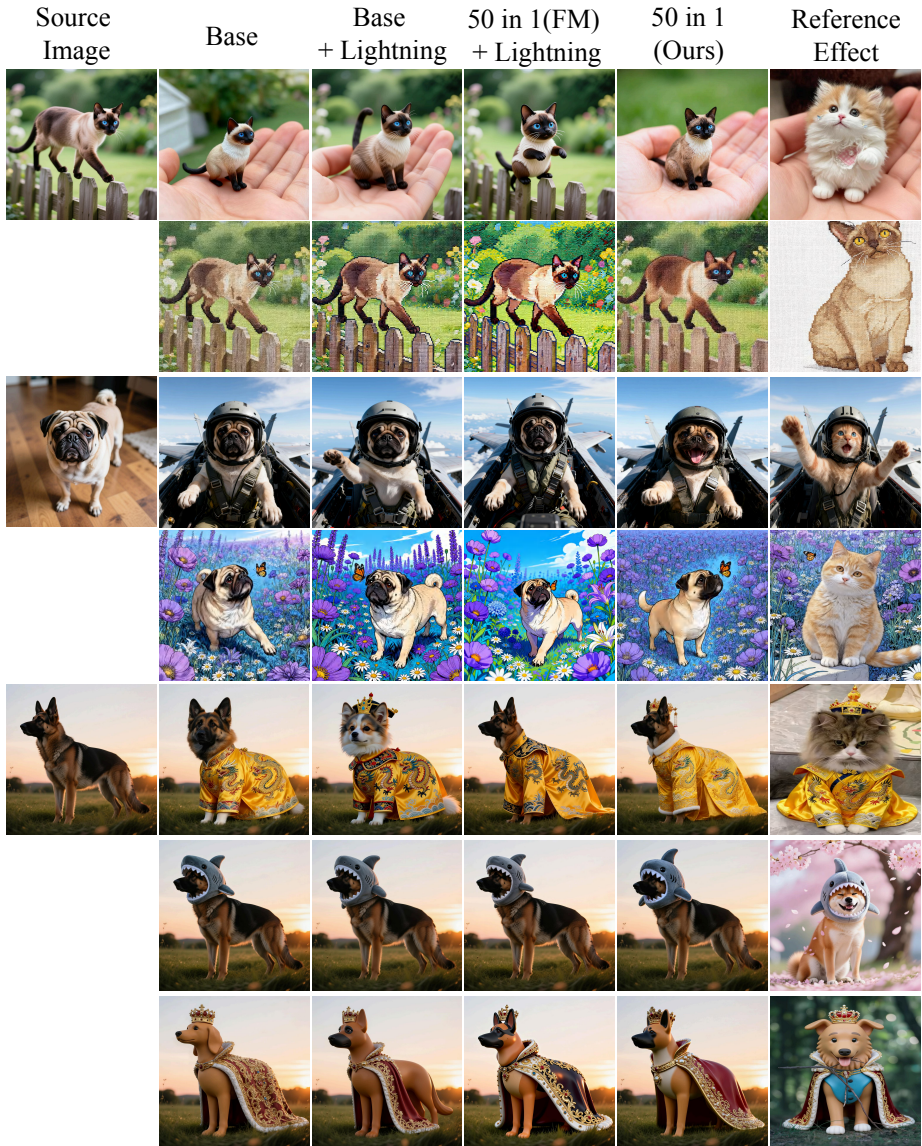 Source
Image
Base
Base
+ Lightning
50 in 1(FM)
+ Lightning
50 in 1
(Ours)
Reference
Effect